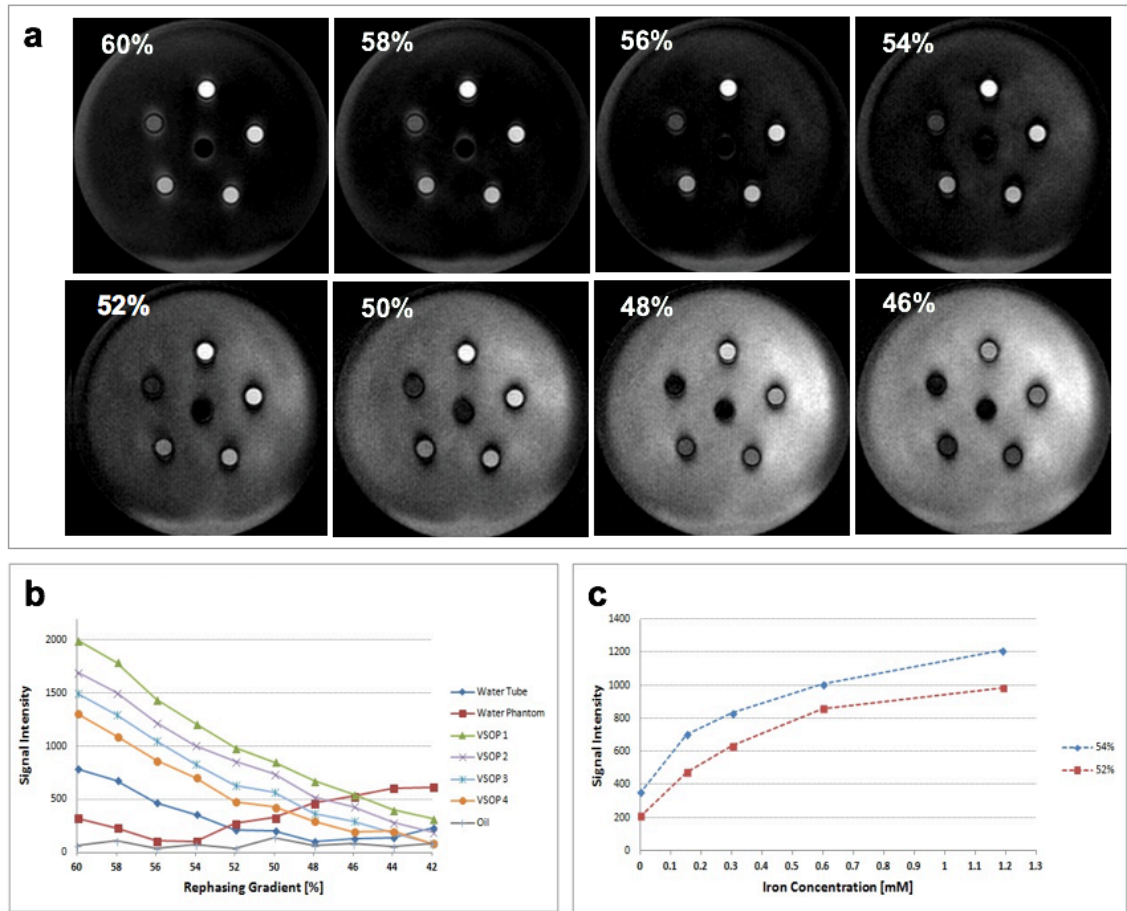 a
60%
58%
56%
54%
52%
50%
48%
46%
b
Signal Intensity
2000
1500
1000
500
0
60 58 56 54 52 50 48 46 44 42
Rephasing Gradient [%]
Water Tube
Water Phantom
VSOP 1
VSOP 2
VSOP 3
VSOP 4
Oil
c
Signal Intensity
1400
1200
1000
800
600
400
200
0
0 0.1 0.2 0.3 0.4 0.5 0.6 0.7 0.8 0.9 1 1.1 1.2 1.3
Iron Concentration [mM]
54%
52%